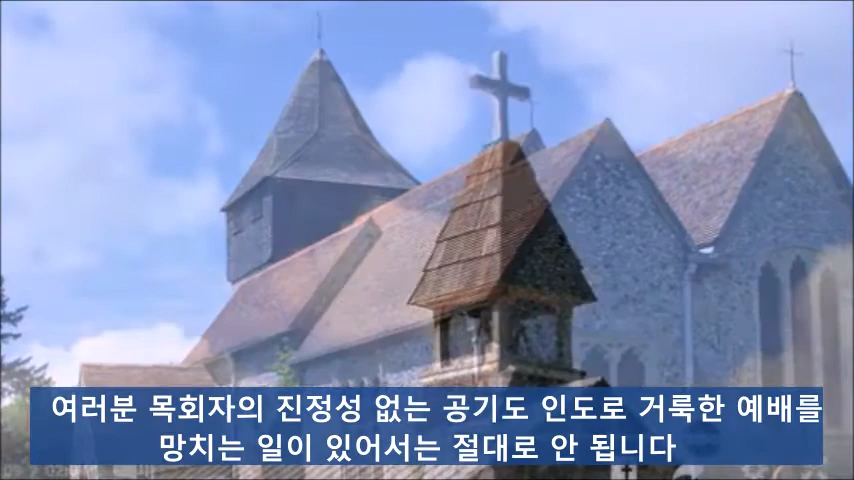 여러분 목회자의 진정성 없는 공기도 인도로 거룩한 예배를
망치는 일이 있어서는 절대로 안 됩니다